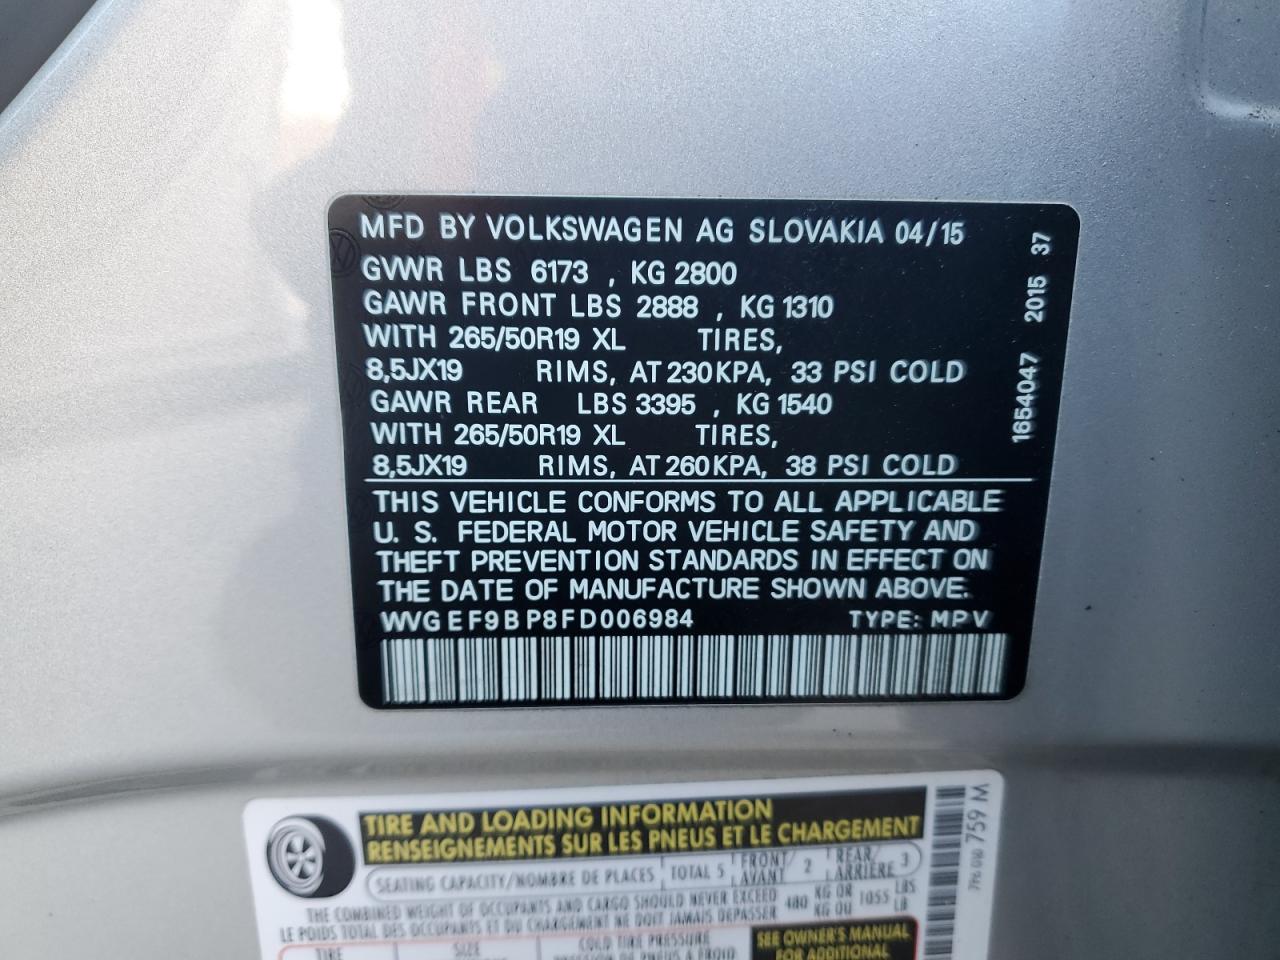 MFD BY VOLKSWAGEN AG SLOVAKIA 04/15
GVWR LBS 6173 , KG 2800
GAWR FRONT LBS 2888 , KG 1310
WITH 265/50R19 XL TIRES,
8,5JX19 RIMS, AT 230KPA, 33 PSI COLD
GAWR REAR LBS 3395 , KG 1540
WITH 265/50R19 XL TIRES,
8,5JX19 RIMS, AT 260KPA, 38 PSI COLD
THIS VEHICLE CONFORMS TO ALL APPLICABLE
U. S. FEDERAL MOTOR VEHICLE SAFETY AND
THEFT PREVENTION STANDARDS IN EFFECT ON
THE DATE OF MANUFACTURE SHOWN ABOVE.
WVGEF9BP8FD006984 TYPE: MPV
1654047 2015 37
TIRE AND LOADING INFORMATION
RENSEIGNEMENTS SUR LES PNEUS ET LE CHARGEMENT
SEATING CAPACITY/NOMBRE DE PLACES TOTAL 5 FRONT/AVANT 2 REAR/ARRIÈRE 3
THE COMBINED WEIGHT OF OCCUPANTS AND CARGO SHOULD NEVER EXCEED 480 KG OR 1055 LBS
LE POIDS TOTAL DES OCCUPANTS ET DU CHARGEMENT NE DOIT JAMAIS DEPASSER KG OU LB
TIRE SIZE COLD TIRE PRESSURE
SEE OWNER'S MANUAL
FOR ADDITIONAL
759 M